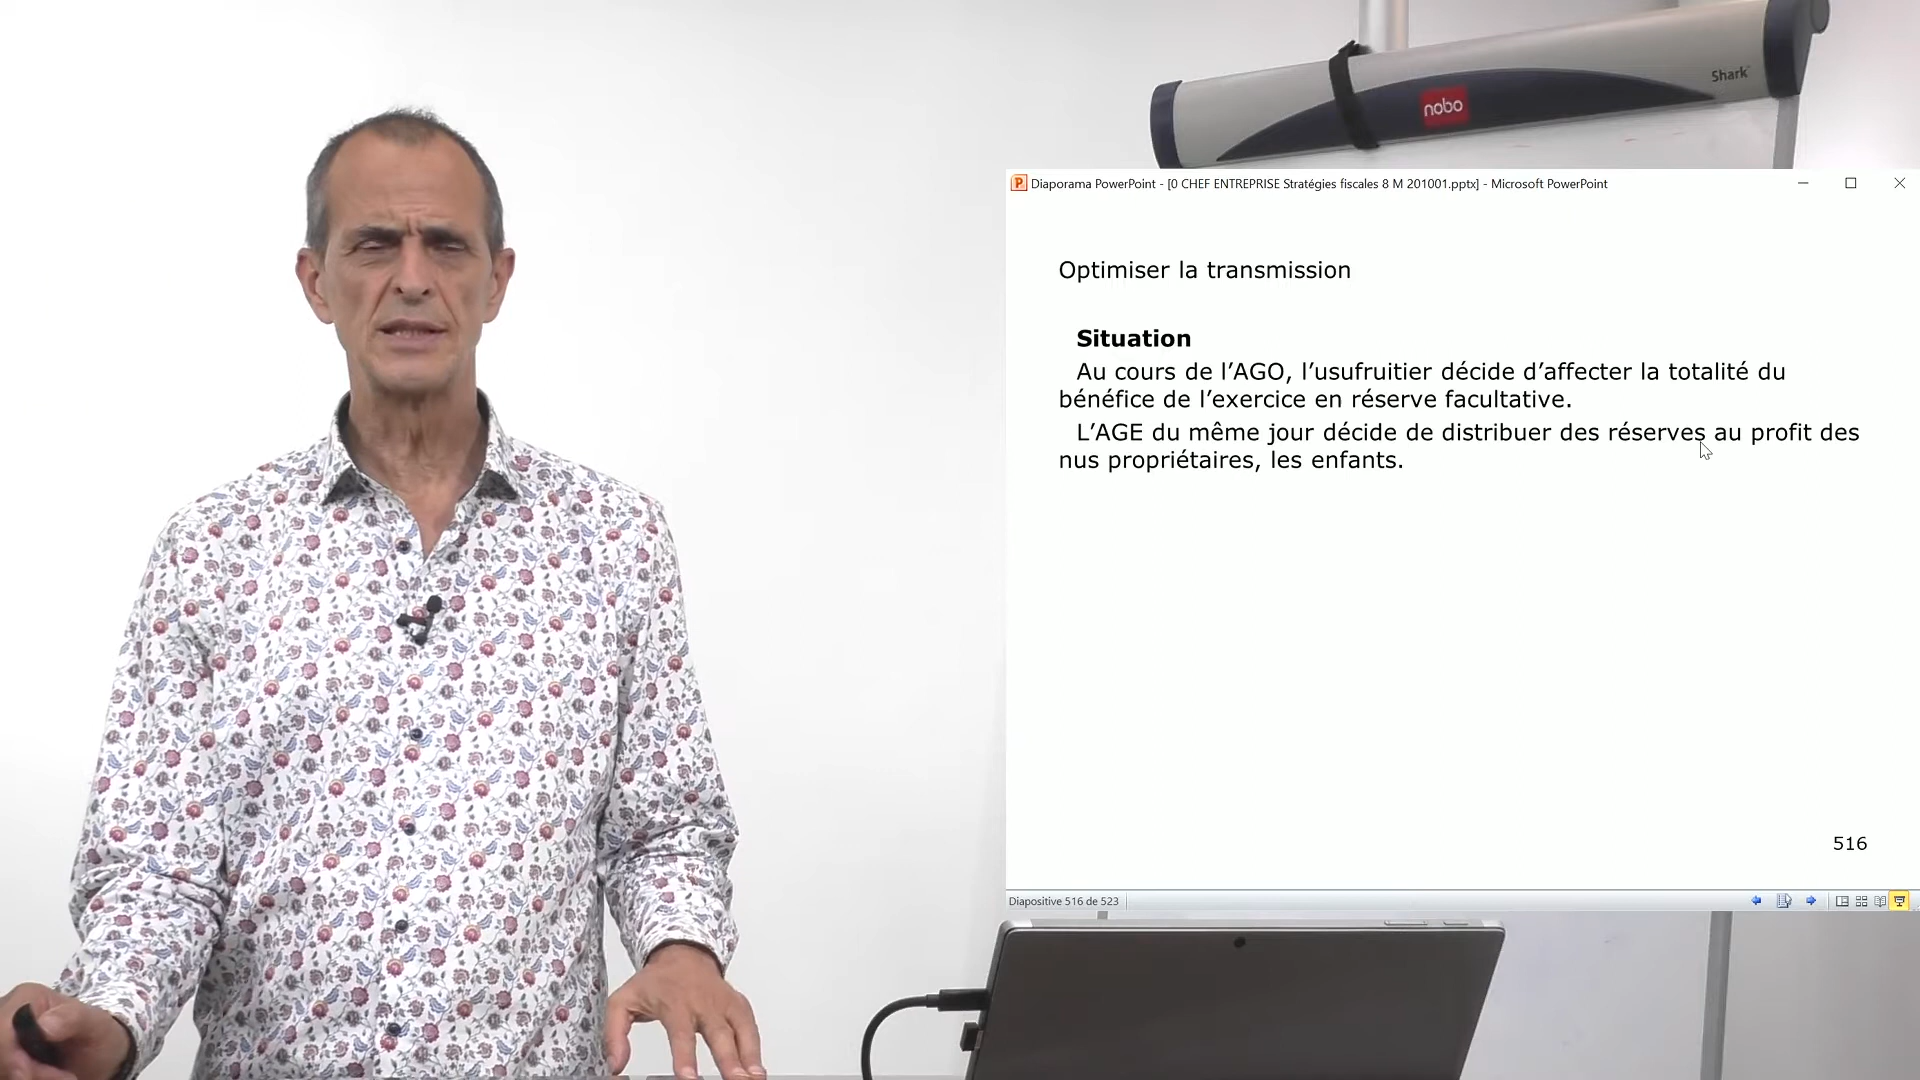 Shark
nobo
Diaporama PowerPoint - [0 CHEF ENTREPRISE Stratégies fiscales 8 M 201001.pptx] - Microsoft PowerPoint
Optimiser la transmission
Situation
Au cours de l’AGO, l’usufruitier décide d’affecter la totalité du
bénéfice de l’exercice en réserve facultative.
L’AGE du même jour décide de distribuer des réserves au profit des
nus propriétaires, les enfants.
516
Diapositive 516 de 523